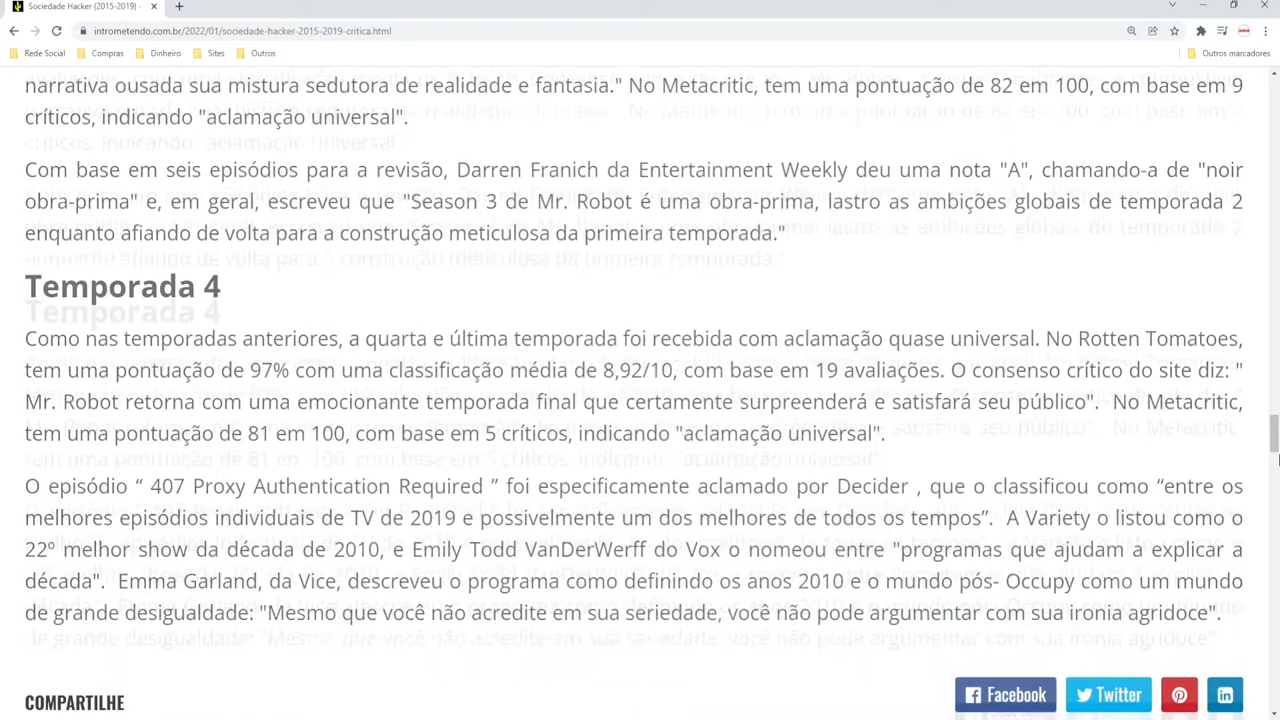 Sociedade Hacker (2015-2019) -
intrometendo.com.br/2022/01/sociedade-hacker-2015-2019-critica.html
Rede Social Compras Dinheiro Sites Outros Outros marcadores
narrativa ousada sua mistura sedutora de realidade e fantasia." No Metacritic, tem uma pontuação de 82 em 100, com base em 9
críticos, indicando "aclamação universal".
Com base em seis episódios para a revisão, Darren Franich da Entertainment Weekly deu uma nota "A", chamando-a de "noir
obra-prima" e, em geral, escreveu que "Season 3 de Mr. Robot é uma obra-prima, lastro as ambições globais de temporada 2
enquanto afiando de volta para a construção meticulosa da primeira temporada."
Temporada 4
Como nas temporadas anteriores, a quarta e última temporada foi recebida com aclamação quase universal. No Rotten Tomatoes,
tem uma pontuação de 97% com uma classificação média de 8,92/10, com base em 19 avaliações. O consenso crítico do site diz: "
Mr. Robot retorna com uma emocionante temporada final que certamente surpreenderá e satisfará seu público". No Metacritic,
tem uma pontuação de 81 em 100, com base em 5 críticos, indicando "aclamação universal".
O episódio “ 407 Proxy Authentication Required ” foi especificamente aclamado por Decider , que o classificou como “entre os
melhores episódios individuais de TV de 2019 e possivelmente um dos melhores de todos os tempos”. A Variety o listou como o
22º melhor show da década de 2010, e Emily Todd VanDerWerff do Vox o nomeou entre "programas que ajudam a explicar a
década". Emma Garland, da Vice, descreveu o programa como definindo os anos 2010 e o mundo pós- Occupy como um mundo
de grande desigualdade: "Mesmo que você não acredite em sua seriedade, você não pode argumentar com sua ironia agridoce".
COMPARTILHE Facebook Twitter